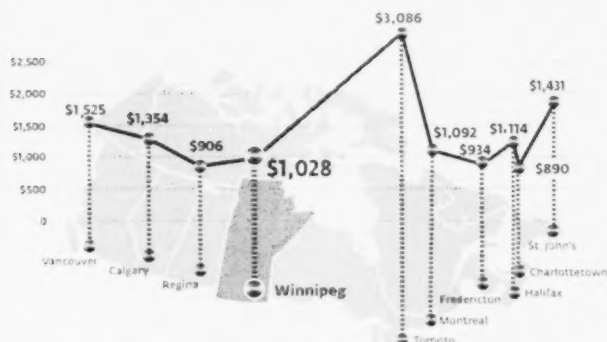 $3,086
$2,500
$2,000
$1,500
$1,000
$500
0
$1,525
$1,354
$906
$1,028
$1,092
$934
$1,114
$1,431
$890
Vancouver
Calgary
Regina
Winnipeg
Toronto
Montreal
Fredericton
Halifax
Charlottetown
St. John's